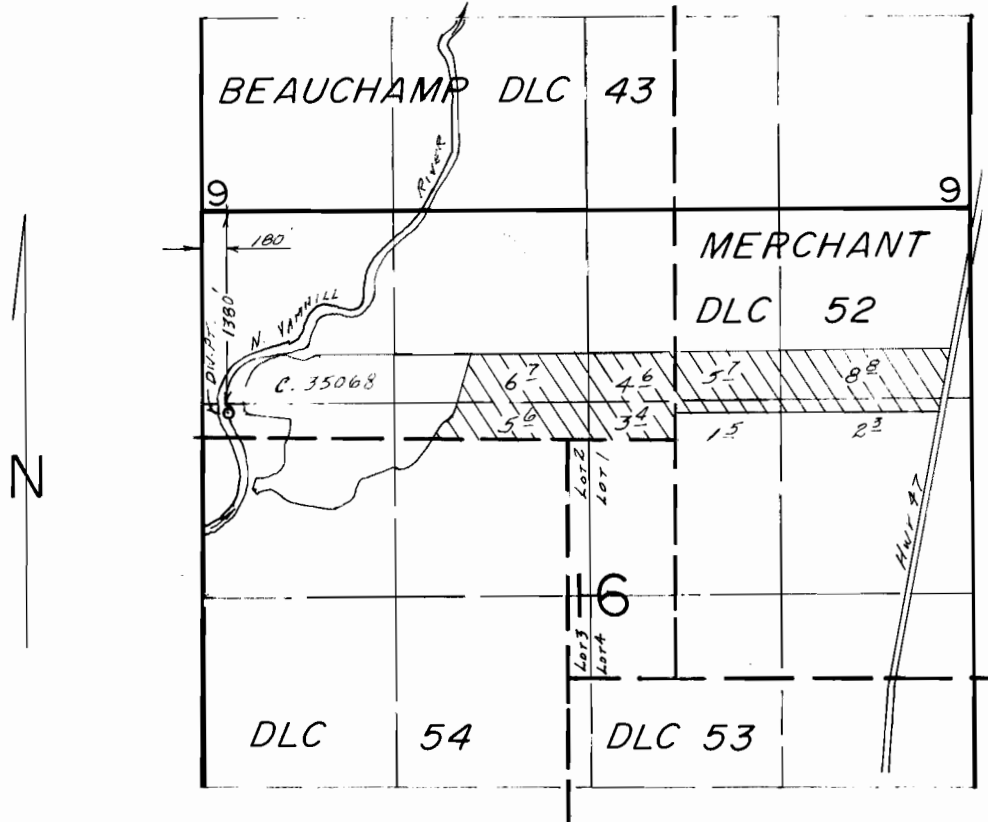 BEAUCHAMP DLC 43
RIVER
9
9
180'
1380'
MERCHANT
DLC 52
N. YAMHILL
DIV. PT.
C. 35068
6 7
4 6
5 7
8 8
5 6
3 4
1 5
2 3
N
LOT 2
LOT 1
HWY 47
16
LOT 3
LOT 4
DLC 54
DLC 53